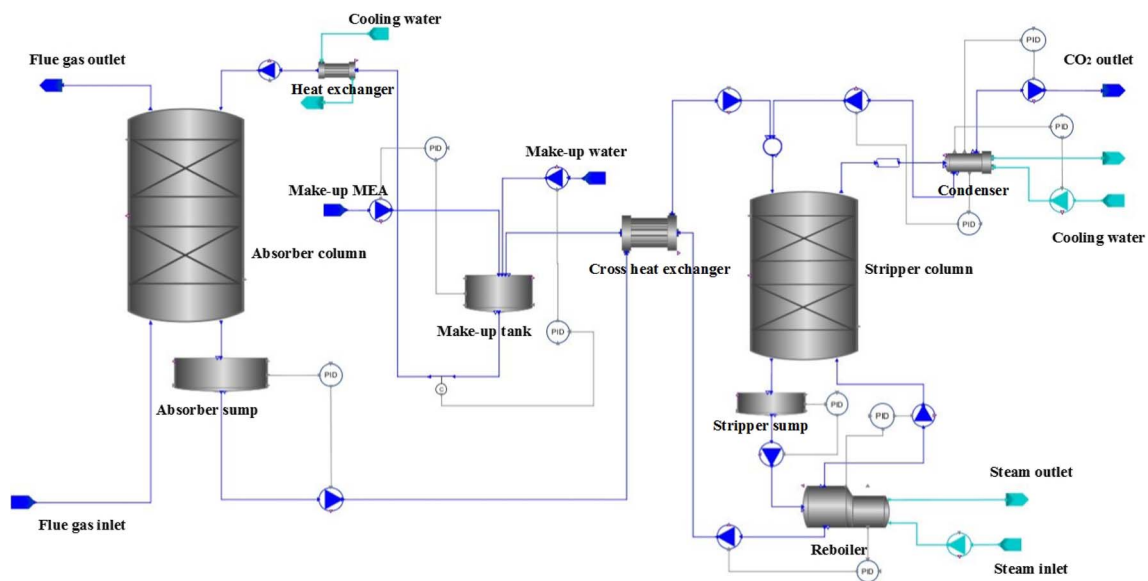 Cooling water
Flue gas outlet
Heat exchanger
PID
CO₂ outlet
PID
PID
Make-up water
Make-up MEA
Condenser
PID
Cooling water
Absorber column
Cross heat exchanger
Stripper column
Make-up tank
PID
C
Absorber sump
PID
Stripper sump
PID
PID
Steam outlet
Flue gas inlet
Reboiler
PID
Steam inlet